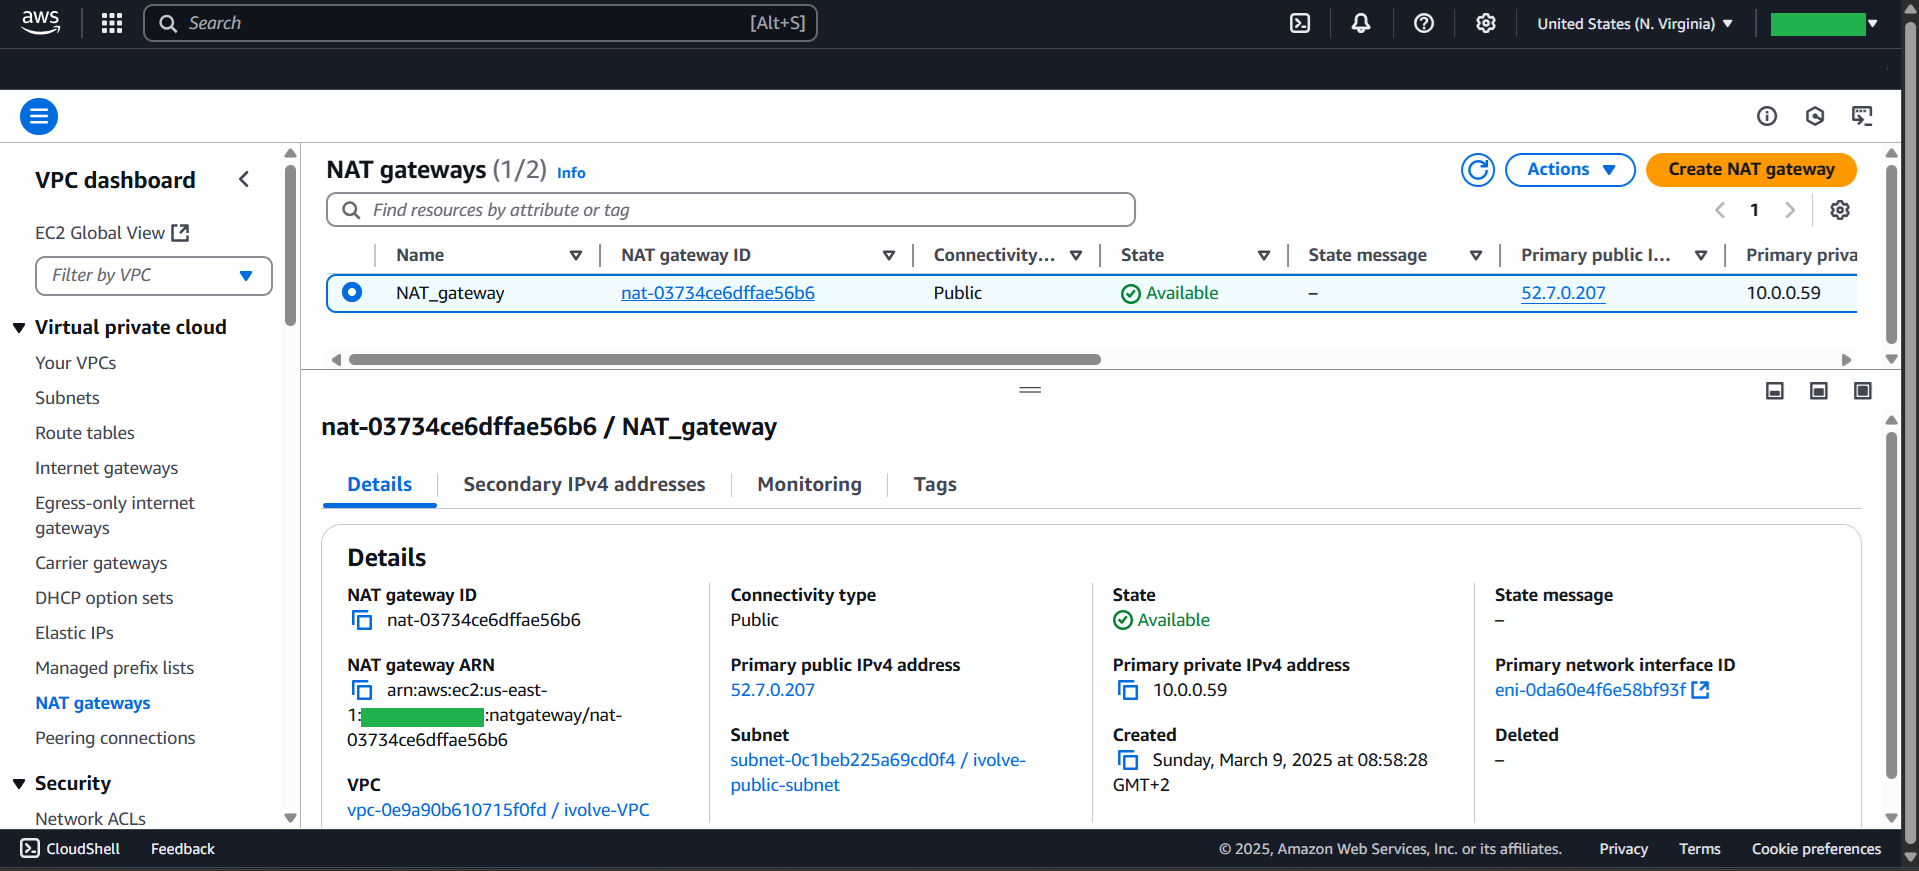 aws
Search
[Alt+S]
United States (N. Virginia)
VPC dashboard
EC2 Global View
Filter by VPC
Virtual private cloud
Your VPCs
Subnets
Route tables
Internet gateways
Egress-only internet
gateways
Carrier gateways
DHCP option sets
Elastic IPs
Managed prefix lists
NAT gateways
Peering connections
Security
Network ACLs
NAT gateways (1/2) Info
Actions
Create NAT gateway
Find resources by attribute or tag
1
Name NAT gateway ID Connectivity... State State message Primary public I... Primary priva
NAT_gateway nat-03734ce6dffae56b6 Public Available – 52.7.0.207 10.0.0.59
nat-03734ce6dffae56b6 / NAT_gateway
Details Secondary IPv4 addresses Monitoring Tags
Details
NAT gateway ID
nat-03734ce6dffae56b6
NAT gateway ARN
arn:aws:ec2:us-east-
1: :natgateway/nat-
03734ce6dffae56b6
VPC
vpc-0e9a90b610715f0fd / ivolve-VPC
Connectivity type
Public
Primary public IPv4 address
52.7.0.207
Subnet
subnet-0c1beb225a69cd0f4 / ivolve-
public-subnet
State
Available
Primary private IPv4 address
10.0.0.59
Created
Sunday, March 9, 2025 at 08:58:28
GMT+2
State message
–
Primary network interface ID
eni-0da60e4f6e58bf93f
Deleted
–
CloudShell Feedback © 2025, Amazon Web Services, Inc. or its affiliates. Privacy Terms Cookie preferences